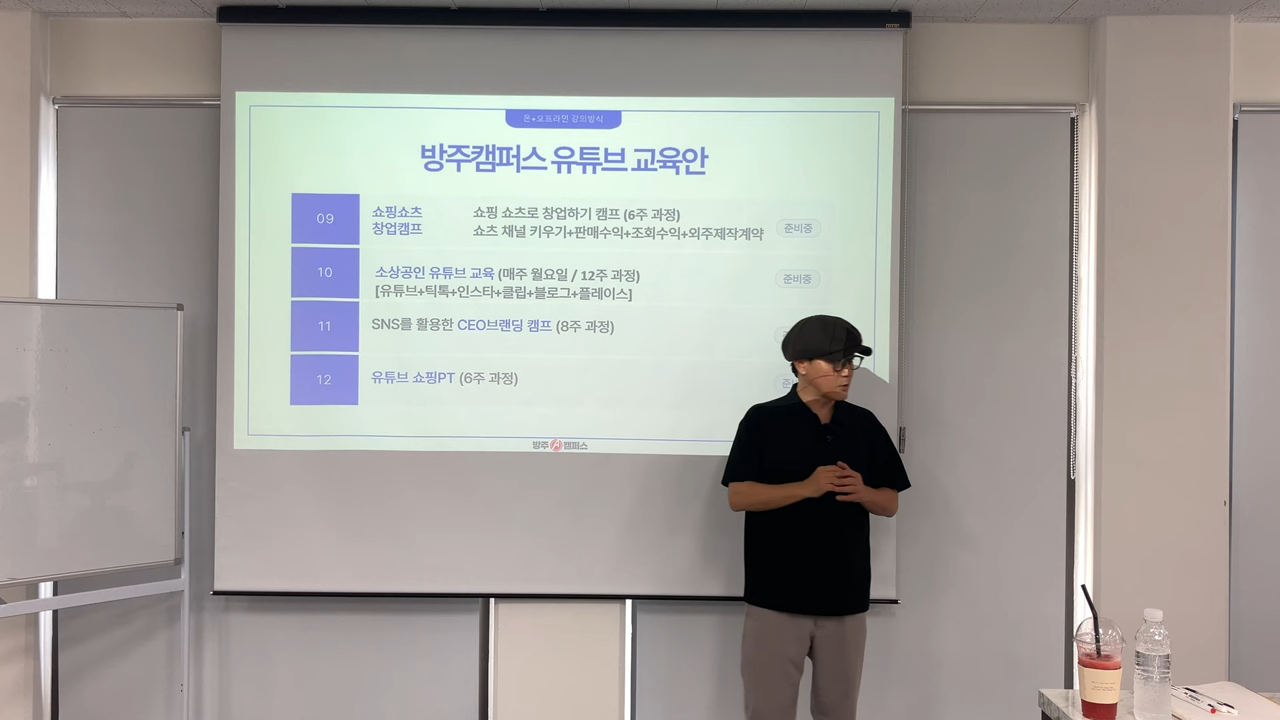 온+오프라인 강의방식
방주캠퍼스 유튜브 교육안
09
쇼핑쇼츠
창업캠프
쇼핑 쇼츠로 창업하기 캠프 (6주 과정)
쇼츠 채널 키우기+판매수익+조회수익+외주제작계약
준비중
10
소상공인 유튜브 교육 (매주 월요일 / 12주 과정)
[유튜브+틱톡+인스타+클립+블로그+플레이스]
준비중
11
SNS를 활용한 CEO브랜딩 캠프 (8주 과정)
12
유튜브 쇼핑PT (6주 과정)
준
방주 캠퍼스